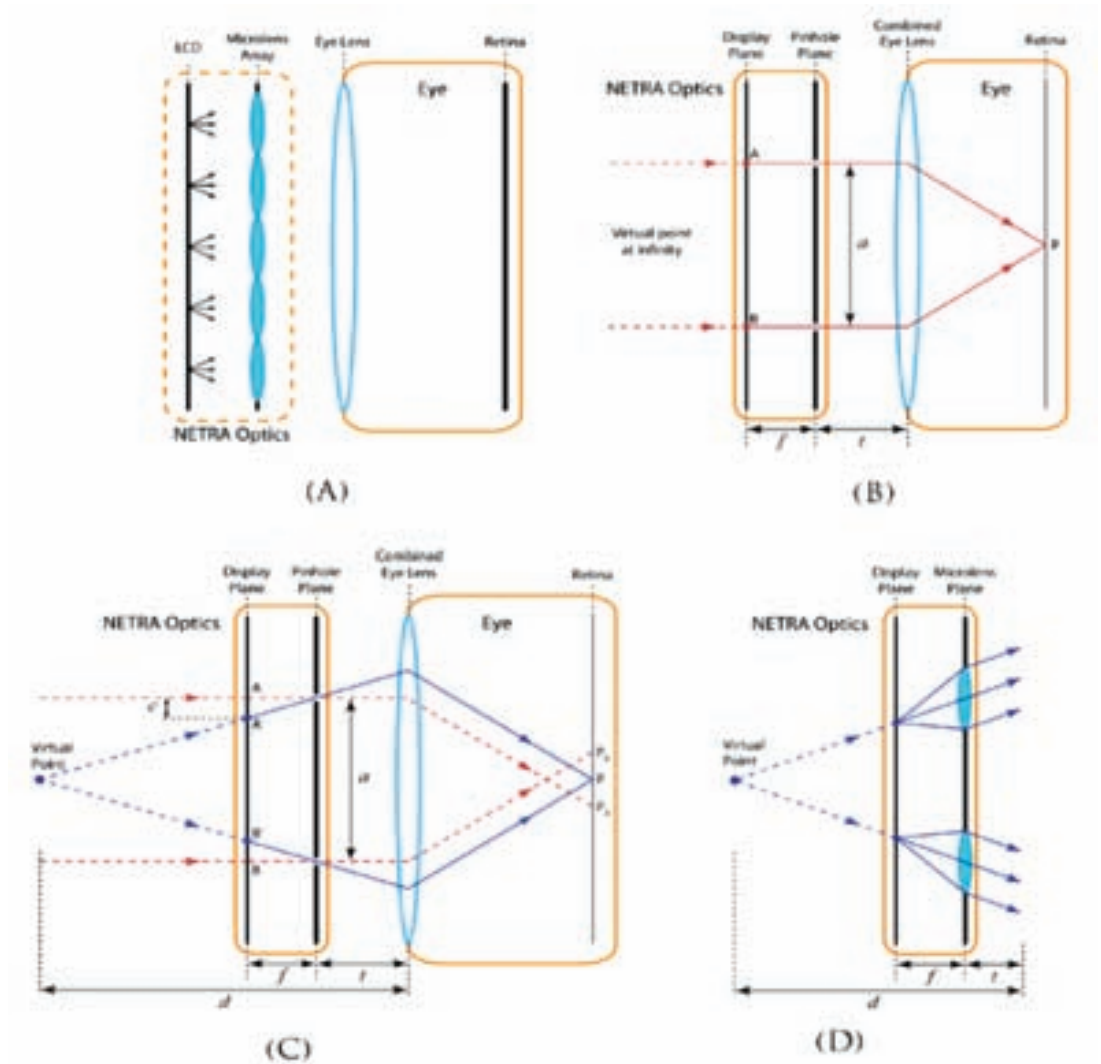 LCD
Microlens
Array
Eye Lens
Retina
Eye
NETRA Optics
(A)
Display
Plane
Pinhole
Plane
Combined
Eye Lens
Retina
NETRA Optics
Eye
A
Virtual point
at infinity
a
P
B
f
t
(B)
Display
Plane
Pinhole
Plane
Combined
Eye Lens
Retina
NETRA Optics
Eye
A
c
A'
Virtual
Point
a
P
B'
B
f
t
d
(C)
Display
Plane
Microlens
Plane
NETRA Optics
Virtual
Point
f
t
d
(D)